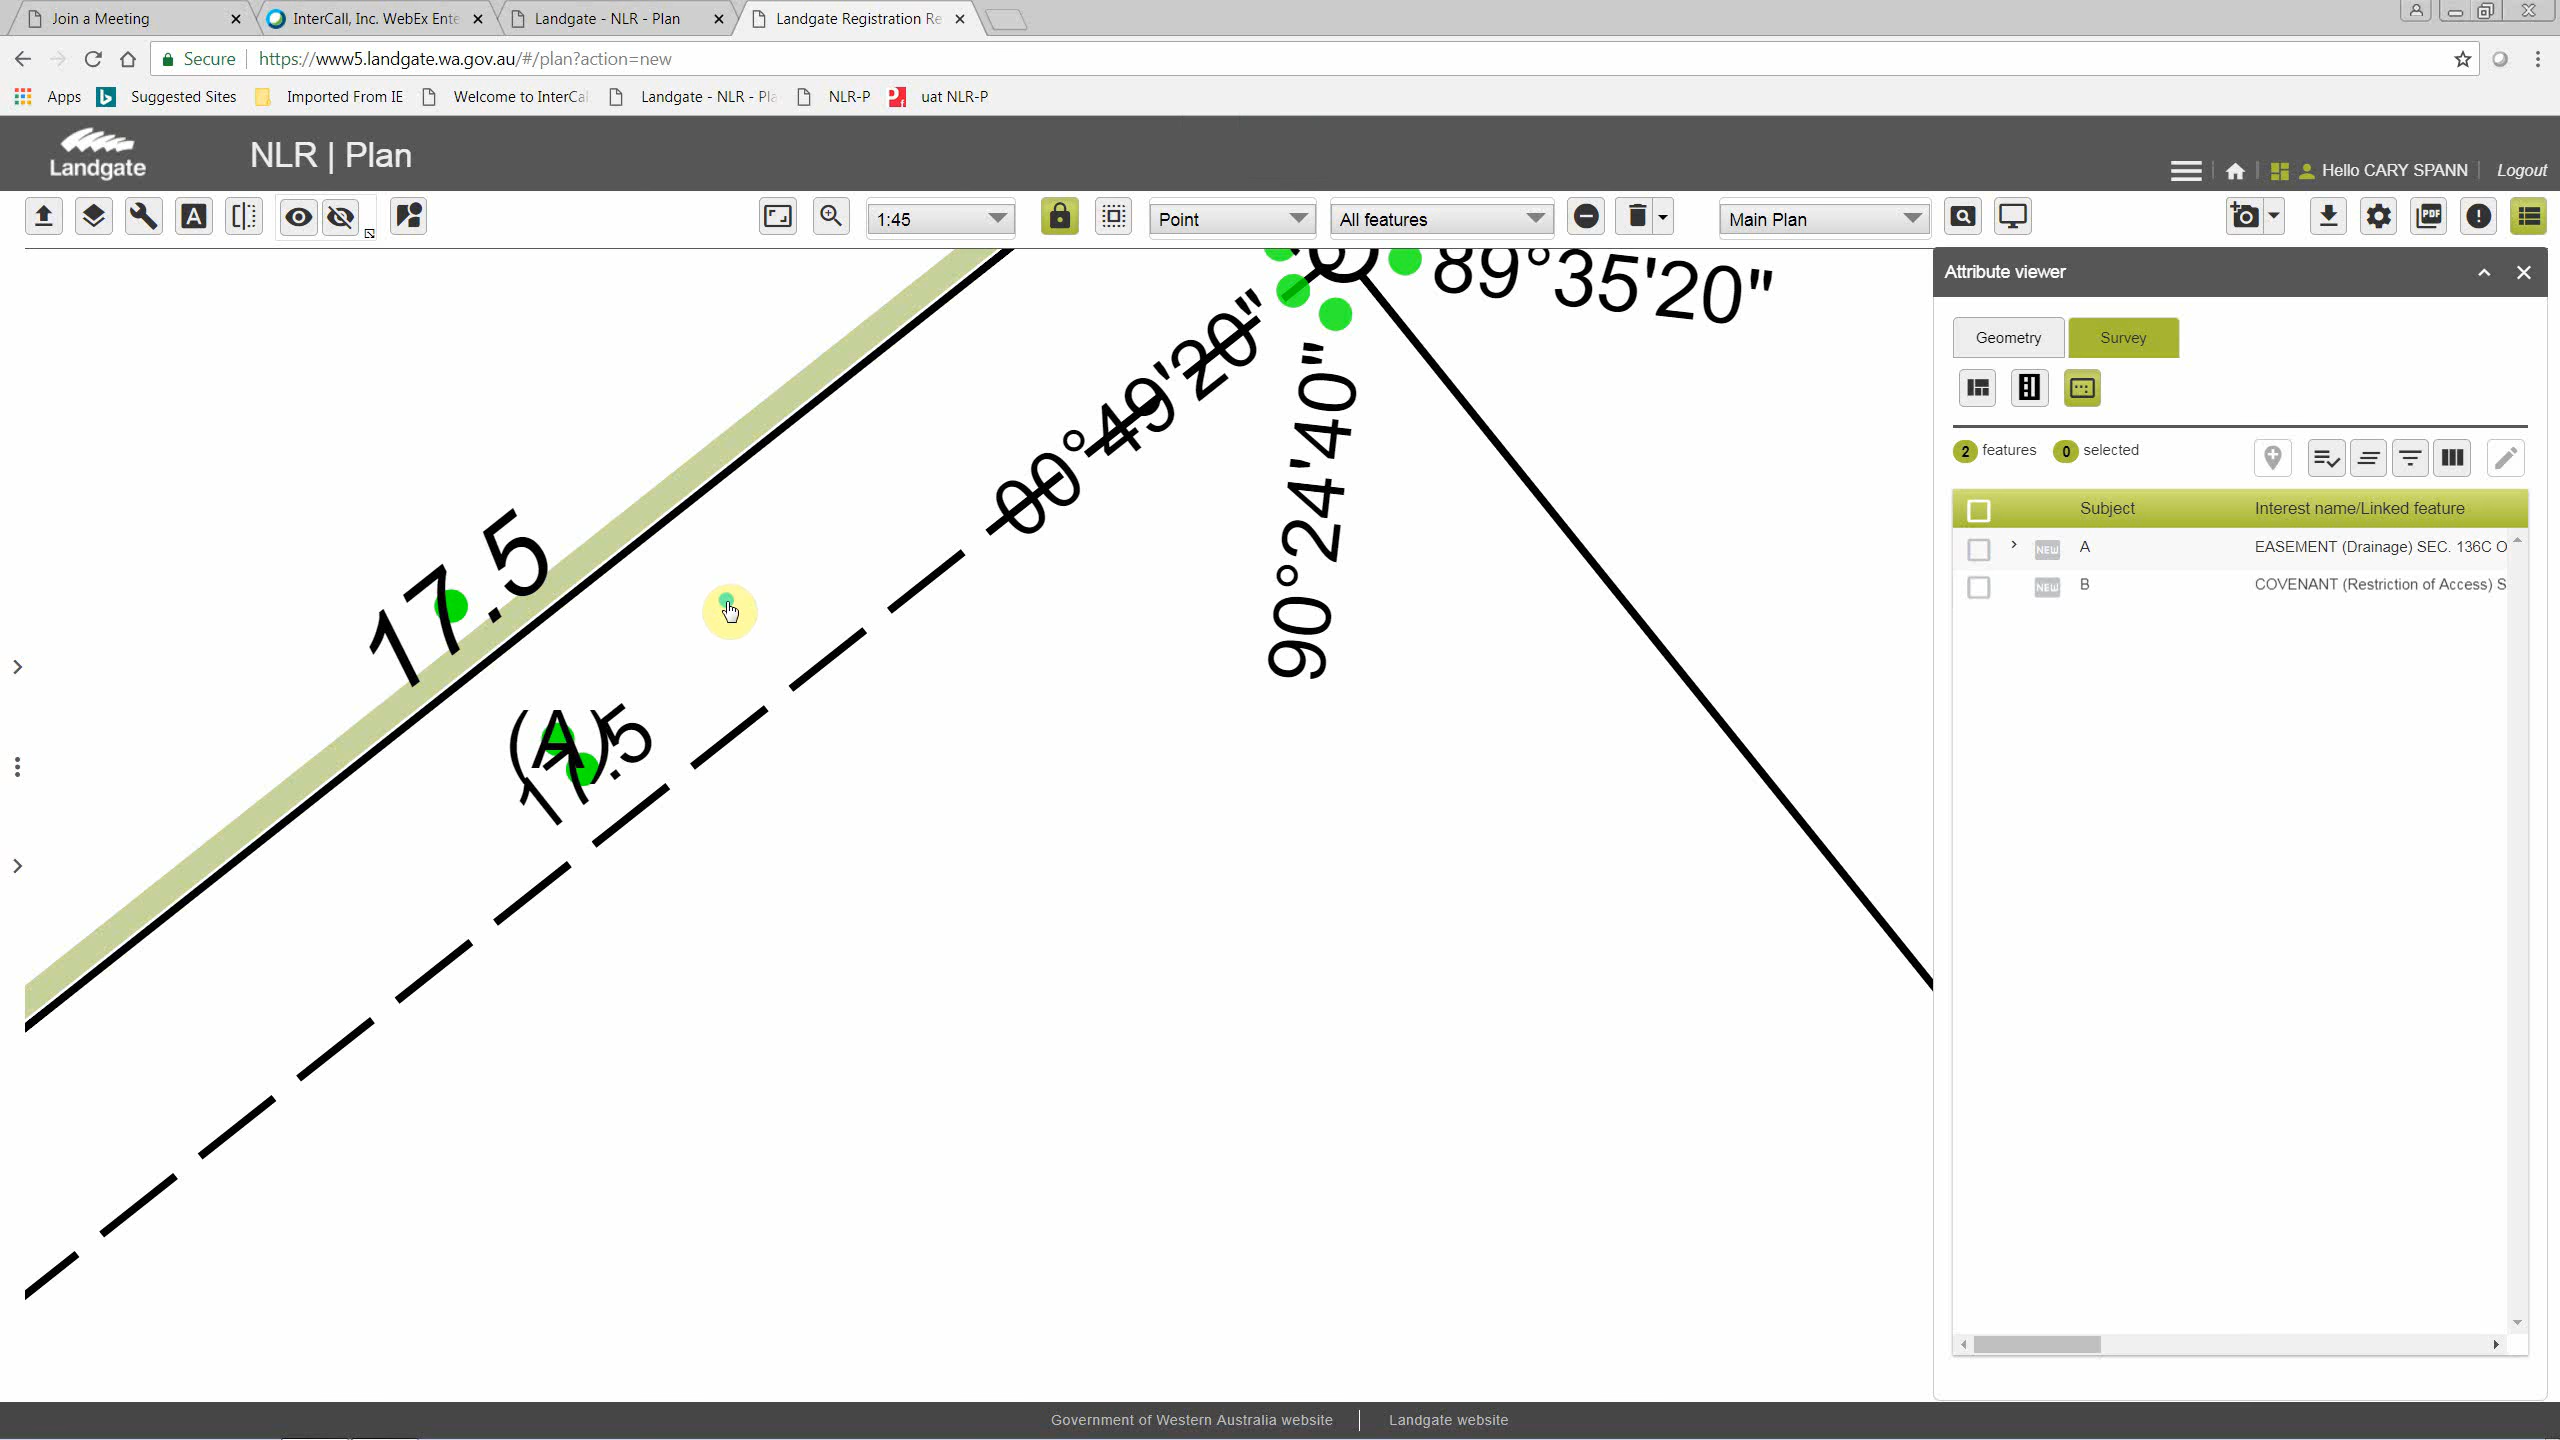 Join a Meeting
InterCall, Inc. WebEx Ente
Landgate - NLR - Plan
Landgate Registration Re
Secure
https://www5.landgate.wa.gov.au/#/plan?action=new
Apps
Suggested Sites
Imported From IE
Welcome to InterCal
Landgate - NLR - Pla
NLR-P
uat NLR-P
Landgate
NLR | Plan
Hello CARY SPANN
Logout
A
1:45
Point
All features
Main Plan
PDF
89°35'20"
00°49'20"
90°24'40"
17.5
(A)
17.5
Attribute viewer
Geometry
Survey
2 features
0 selected
Subject
Interest name/Linked feature
NEW
A
EASEMENT (Drainage) SEC. 136C O
NEW
B
COVENANT (Restriction of Access) S
Government of Western Australia website
Landgate website